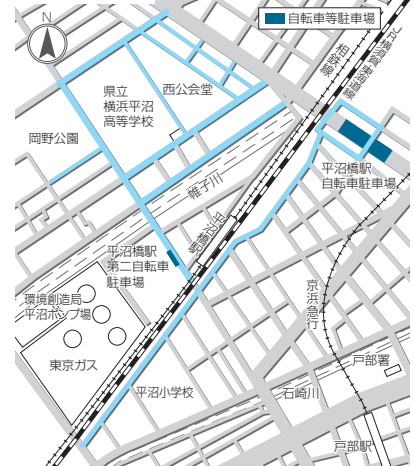 N
自転車等駐車場
JR横須賀・東海道線
相鉄線
県立
横浜平沼
高等学校
西公会堂
岡野公園
平沼橋駅
自転車駐車場
帷子川
平沼橋駅
平沼橋駅
第二自転車
駐車場
環境創造局
平沼ポンプ場
京浜急行
東京ガス
戸部署
平沼小学校
石崎川
戸部駅